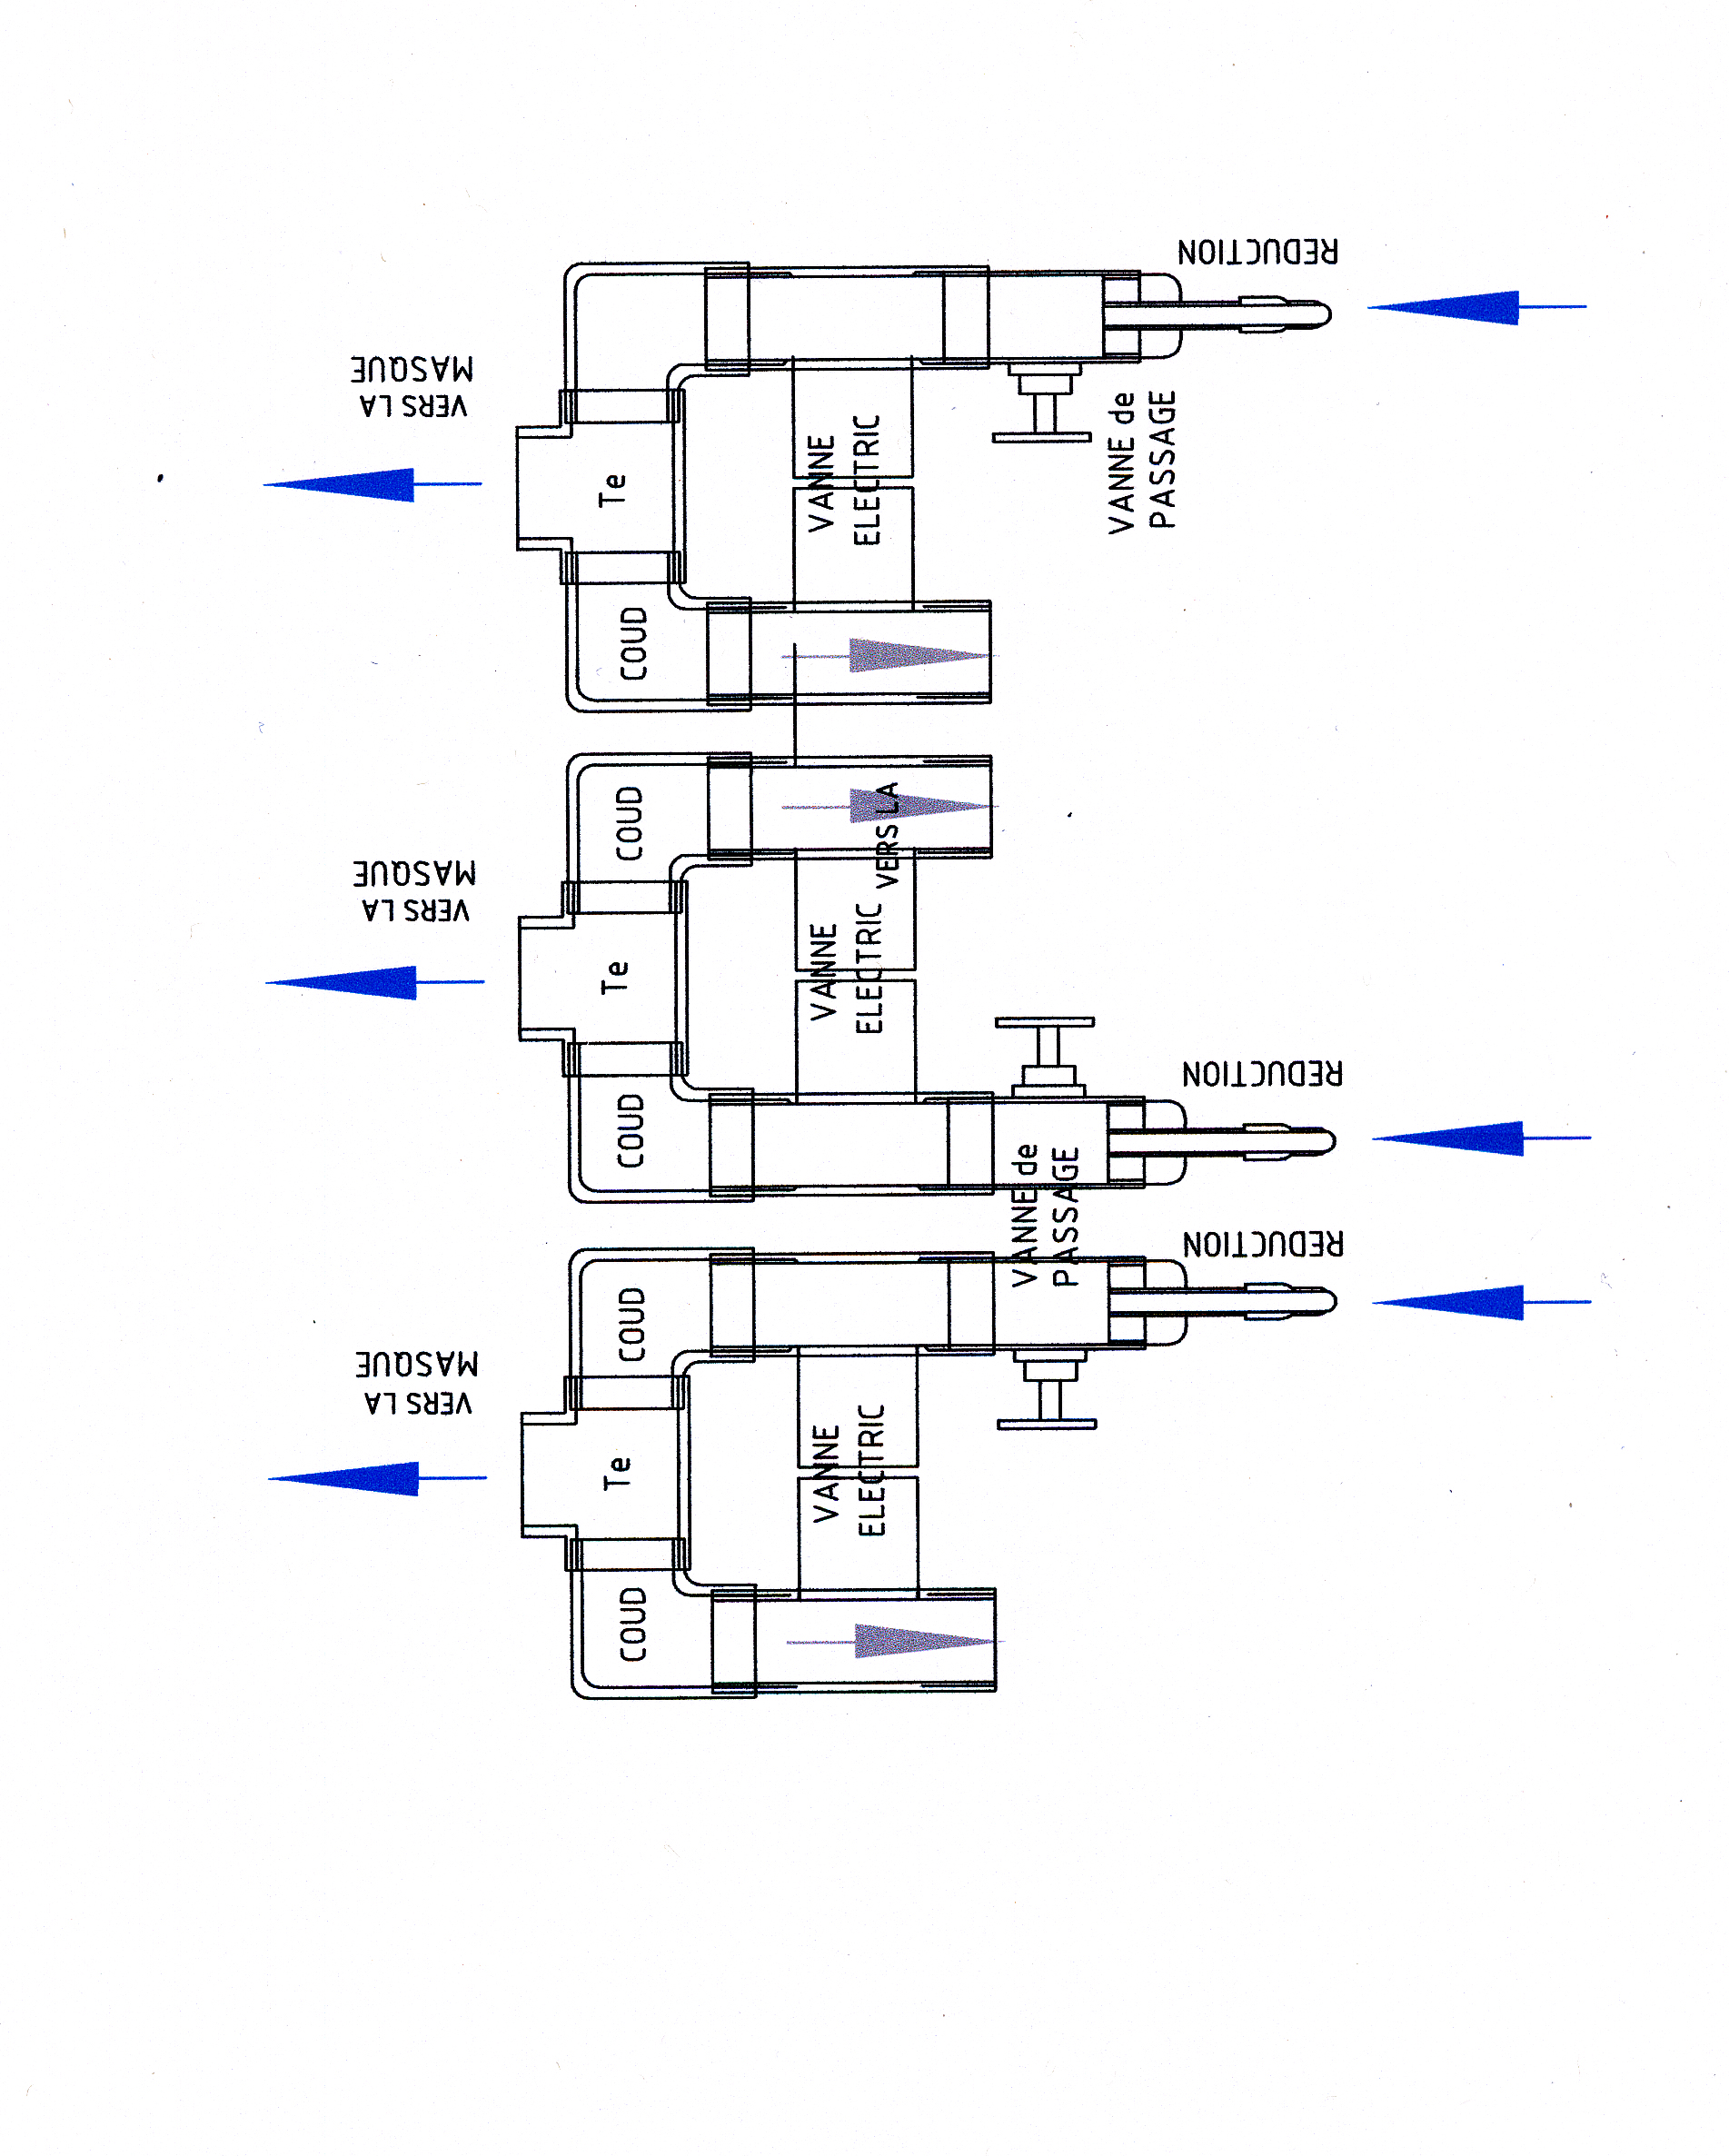 VERS LA
MASQUE
VERS LA
MASQUE
VERS LA
MASQUE
COUD
Te
COUD
COUD
Te
COUD
COUD
Te
VANNE
ELECTRIC
VANNE
ELECTRIC
VERS LA
VANNE
ELECTRIC
VANNE de
PASSAGE
VANNE de
PASSAGE
REDUCTION
REDUCTION
REDUCTION